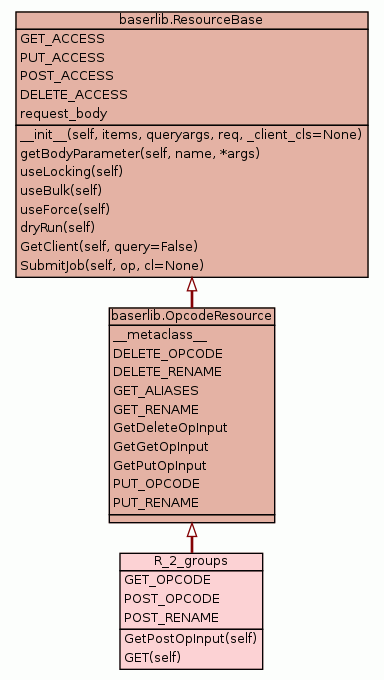 baserlib.ResourceBase
GET_ACCESS
PUT_ACCESS
POST_ACCESS
DELETE_ACCESS
request_body
__init__(self, items, queryargs, req, _client_cls=None)
getBodyParameter(self, name, *args)
useLocking(self)
useBulk(self)
useForce(self)
dryRun(self)
GetClient(self, query=False)
SubmitJob(self, op, cl=None)
baserlib.OpcodeResource
__metaclass__
DELETE_OPCODE
DELETE_RENAME
GET_ALIASES
GET_RENAME
GetDeleteOpInput
GetGetOpInput
GetPutOpInput
PUT_OPCODE
PUT_RENAME
R_2_groups
GET_OPCODE
POST_OPCODE
POST_RENAME
GetPostOpInput(self)
GET(self)